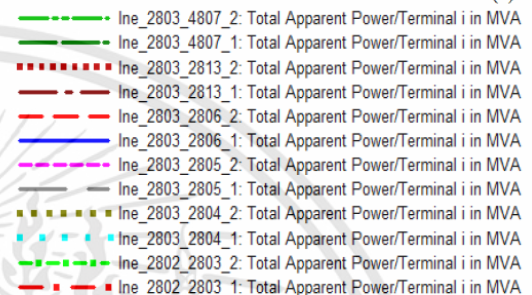 lne_2803_4807_2: Total Apparent Power/Terminal i in MVA
lne_2803_4807_1: Total Apparent Power/Terminal i in MVA
lne_2803_2813_2: Total Apparent Power/Terminal i in MVA
lne_2803_2813_1: Total Apparent Power/Terminal i in MVA
lne_2803_2806_2: Total Apparent Power/Terminal i in MVA
lne_2803_2806_1: Total Apparent Power/Terminal i in MVA
lne_2803_2805_2: Total Apparent Power/Terminal i in MVA
lne_2803_2805_1: Total Apparent Power/Terminal i in MVA
lne_2803_2804_2: Total Apparent Power/Terminal i in MVA
lne_2803_2804_1: Total Apparent Power/Terminal i in MVA
lne_2802_2803_2: Total Apparent Power/Terminal i in MVA
lne_2802_2803_1: Total Apparent Power/Terminal i in MVA